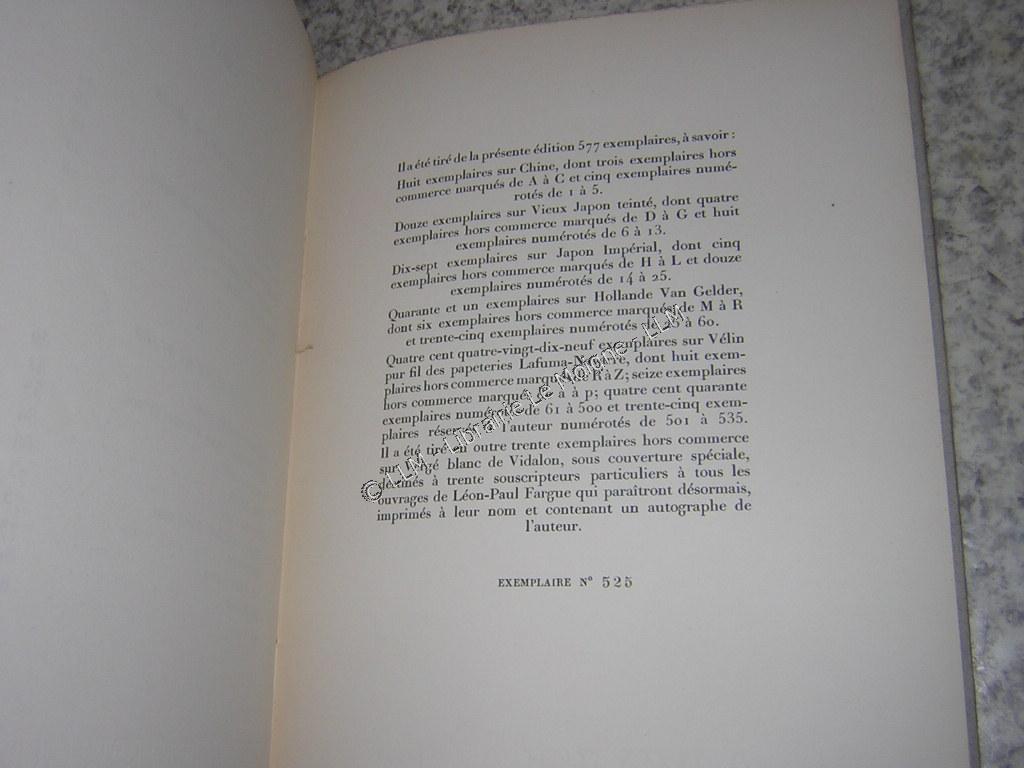 Il a été tiré de la présente édition 577 exemplaires, à savoir :
Huit exemplaires sur Chine, dont trois exemplaires hors
commerce marqués de A à C et cinq exemplaires numé-
rotés de 1 à 5.
Douze exemplaires sur Vieux Japon teinté, dont quatre
exemplaires hors commerce marqués de D à G et huit
exemplaires numérotés de 6 à 13.
Dix-sept exemplaires sur Japon Impérial, dont cinq
exemplaires hors commerce marqués de H à L et douze
exemplaires numérotés de 14 à 25.
Quarante et un exemplaires sur Hollande Van Gelder,
dont six exemplaires hors commerce marqués de M à R
et trente-cinq exemplaires numérotés de à 60.
Quatre cent quatre-vingt-dix-neuf exemplaires sur Vélin
pur fil des papeteries Lafuma-Navarre, dont huit exem-
plaires hors commerce marqués R à Z; seize exemplaires
hors commerce marqués à p; quatre cent quarante
exemplaires numérotés de 61 à 500 et trente-cinq exem-
plaires réservés à l'auteur numérotés de 501 à 535.
Il a été tiré en outre trente exemplaires hors commerce
sur Vergé blanc de Vidalon, sous couverture spéciale,
destinés à trente souscripteurs particuliers à tous les
ouvrages de Léon-Paul Fargue qui paraîtront désormais,
imprimés à leur nom et contenant un autographe de
l'auteur.
EXEMPLAIRE N° 525
© LLM - Librairie Le Moigne - LLM